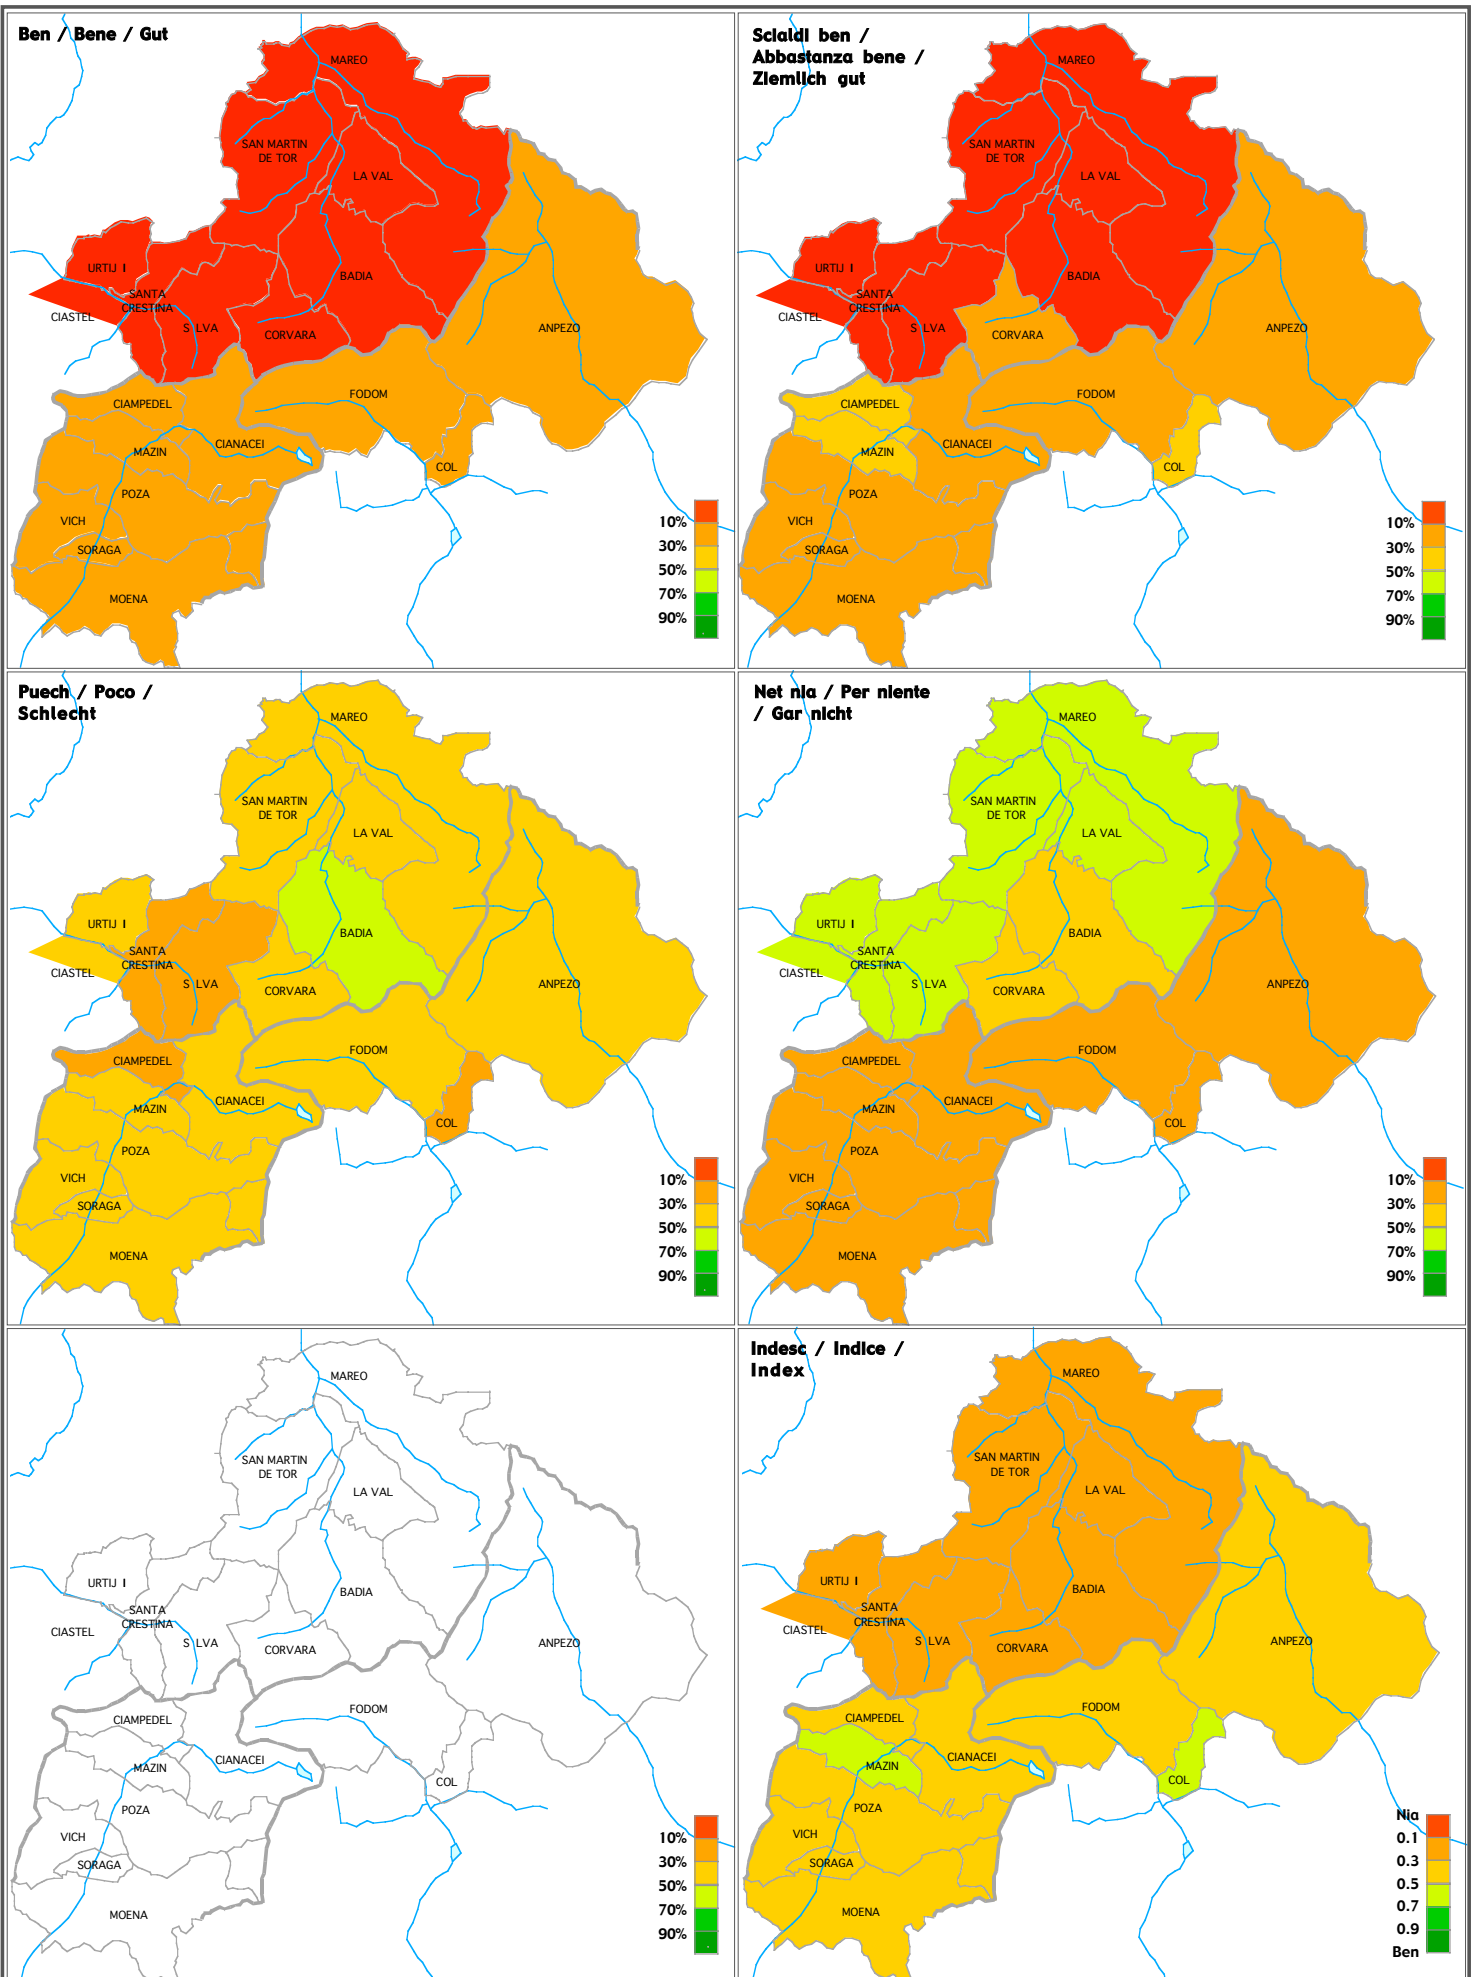 Ben / Bene / Gut
MAREO
SAN MARTIN
DE TOR
LA VAL
URTIJ I
SANTA
CRESTINA
CIASTEL
S LVA
BADIA
CORVARA
ANPEZO
FODOM
CIAMPEDEL
CIANACEI
MAZIN
COL
POZA
VICH
SORAGA
MOENA
10%
30%
50%
70%
90%
Scialdi ben /
Abbastanza bene /
Ziemlich gut
MAREO
SAN MARTIN
DE TOR
LA VAL
URTIJ I
SANTA
CRESTINA
CIASTEL
S LVA
BADIA
CORVARA
ANPEZO
FODOM
CIAMPEDEL
CIANACEI
MAZIN
COL
POZA
VICH
SORAGA
MOENA
10%
30%
50%
70%
90%
Puech / Poco /
Schlecht
MAREO
SAN MARTIN
DE TOR
LA VAL
URTIJ I
SANTA
CRESTINA
CIASTEL
S LVA
BADIA
CORVARA
ANPEZO
FODOM
CIAMPEDEL
CIANACEI
MAZIN
COL
POZA
VICH
SORAGA
MOENA
10%
30%
50%
70%
90%
Net nia / Per niente
/ Gar nicht
MAREO
SAN MARTIN
DE TOR
LA VAL
URTIJ I
SANTA
CRESTINA
CIASTEL
S LVA
BADIA
CORVARA
ANPEZO
FODOM
CIAMPEDEL
CIANACEI
MAZIN
COL
POZA
VICH
SORAGA
MOENA
10%
30%
50%
70%
90%
MAREO
SAN MARTIN
DE TOR
LA VAL
URTIJ I
SANTA
CRESTINA
CIASTEL
S LVA
BADIA
CORVARA
ANPEZO
FODOM
CIAMPEDEL
CIANACEI
MAZIN
COL
POZA
VICH
SORAGA
MOENA
10%
30%
50%
70%
90%
Indesc / Indice /
Index
MAREO
SAN MARTIN
DE TOR
LA VAL
URTIJ I
SANTA
CRESTINA
CIASTEL
S LVA
BADIA
CORVARA
ANPEZO
FODOM
CIAMPEDEL
CIANACEI
MAZIN
COL
POZA
VICH
SORAGA
MOENA
Nia
0.1
0.3
0.5
0.7
0.9
Ben